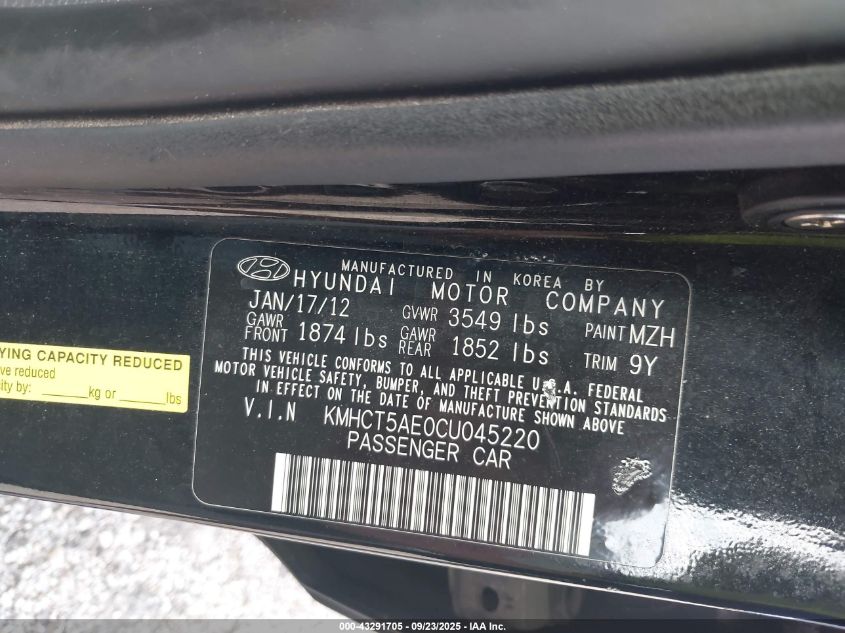 MANUFACTURED IN KOREA BY
HYUNDAI MOTOR COMPANY
JAN/17/12 GVWR 3549 lbs PAINT MZH
GAWR FRONT 1874 lbs GAWR REAR 1852 lbs TRIM 9Y
THIS VEHICLE CONFORMS TO ALL APPLICABLE U.S.A. FEDERAL
MOTOR VEHICLE SAFETY, BUMPER, AND THEFT PREVENTION STANDARDS
IN EFFECT ON THE DATE OF MANUFACTURE SHOWN ABOVE
V.I.N KMHCT5AE0CU045220
PASSENGER CAR
YING CAPACITY REDUCED
ve reduced
city by: ____kg or ____lbs
000-43291705 - 09/23/2025 - IAA Inc.